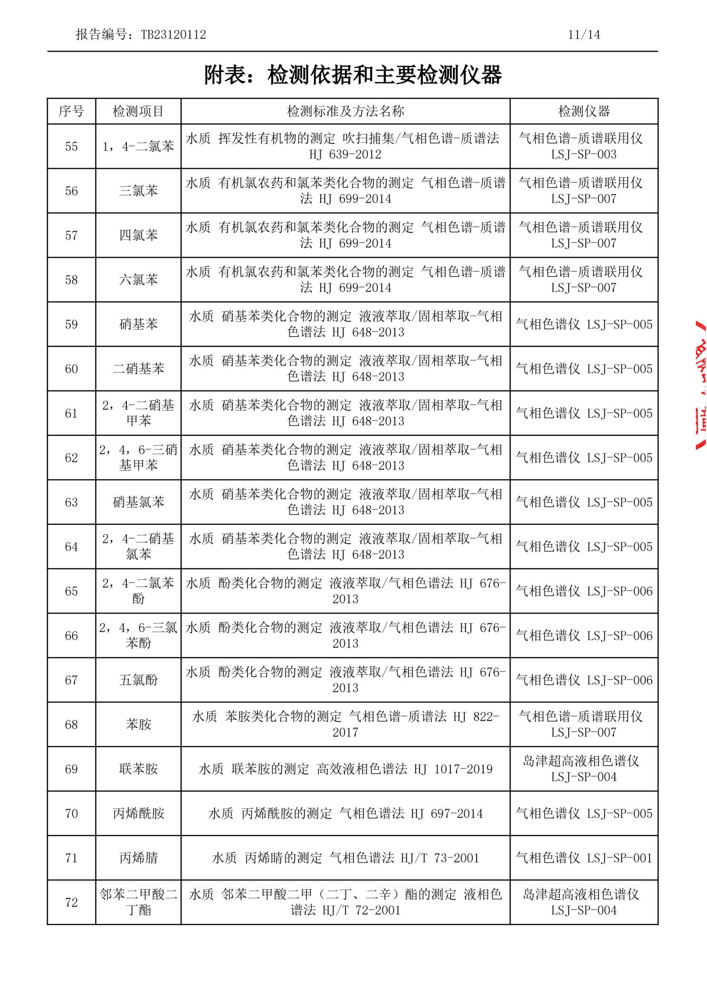 报告编号：TB23120112 11/14
附表：检测依据和主要检测仪器
序号 检测项目 检测标准及方法名称 检测仪器
55 1，4-二氯苯 水质 挥发性有机物的测定 吹扫捕集/气相色谱-质谱法 HJ 639-2012 气相色谱-质谱联用仪 LSJ-SP-003
56 三氯苯 水质 有机氯农药和氯苯类化合物的测定 气相色谱-质谱法 HJ 699-2014 气相色谱-质谱联用仪 LSJ-SP-007
57 四氯苯 水质 有机氯农药和氯苯类化合物的测定 气相色谱-质谱法 HJ 699-2014 气相色谱-质谱联用仪 LSJ-SP-007
58 六氯苯 水质 有机氯农药和氯苯类化合物的测定 气相色谱-质谱法 HJ 699-2014 气相色谱-质谱联用仪 LSJ-SP-007
59 硝基苯 水质 硝基苯类化合物的测定 液液萃取/固相萃取-气相色谱法 HJ 648-2013 气相色谱仪 LSJ-SP-005
60 二硝基苯 水质 硝基苯类化合物的测定 液液萃取/固相萃取-气相色谱法 HJ 648-2013 气相色谱仪 LSJ-SP-005
61 2，4-二硝基甲苯 水质 硝基苯类化合物的测定 液液萃取/固相萃取-气相色谱法 HJ 648-2013 气相色谱仪 LSJ-SP-005
62 2，4，6-三硝基甲苯 水质 硝基苯类化合物的测定 液液萃取/固相萃取-气相色谱法 HJ 648-2013 气相色谱仪 LSJ-SP-005
63 硝基氯苯 水质 硝基苯类化合物的测定 液液萃取/固相萃取-气相色谱法 HJ 648-2013 气相色谱仪 LSJ-SP-005
64 2，4-二硝基氯苯 水质 硝基苯类化合物的测定 液液萃取/固相萃取-气相色谱法 HJ 648-2013 气相色谱仪 LSJ-SP-005
65 2，4-二氯苯酚 水质 酚类化合物的测定 液液萃取/气相色谱法 HJ 676-2013 气相色谱仪 LSJ-SP-006
66 2，4，6-三氯苯酚 水质 酚类化合物的测定 液液萃取/气相色谱法 HJ 676-2013 气相色谱仪 LSJ-SP-006
67 五氯酚 水质 酚类化合物的测定 液液萃取/气相色谱法 HJ 676-2013 气相色谱仪 LSJ-SP-006
68 苯胺 水质 苯胺类化合物的测定 气相色谱-质谱法 HJ 822-2017 气相色谱-质谱联用仪 LSJ-SP-007
69 联苯胺 水质 联苯胺的测定 高效液相色谱法 HJ 1017-2019 岛津超高液相色谱仪 LSJ-SP-004
70 丙烯酰胺 水质 丙烯酰胺的测定 气相色谱法 HJ 697-2014 气相色谱仪 LSJ-SP-005
71 丙烯腈 水质 丙烯睛的测定 气相色谱法 HJ/T 73-2001 气相色谱仪 LSJ-SP-001
72 邻苯二甲酸二丁酯 水质 邻苯二甲酸二甲（二丁、二辛）酯的测定 液相色谱法 HJ/T 72-2001 岛津超高液相色谱仪 LSJ-SP-004